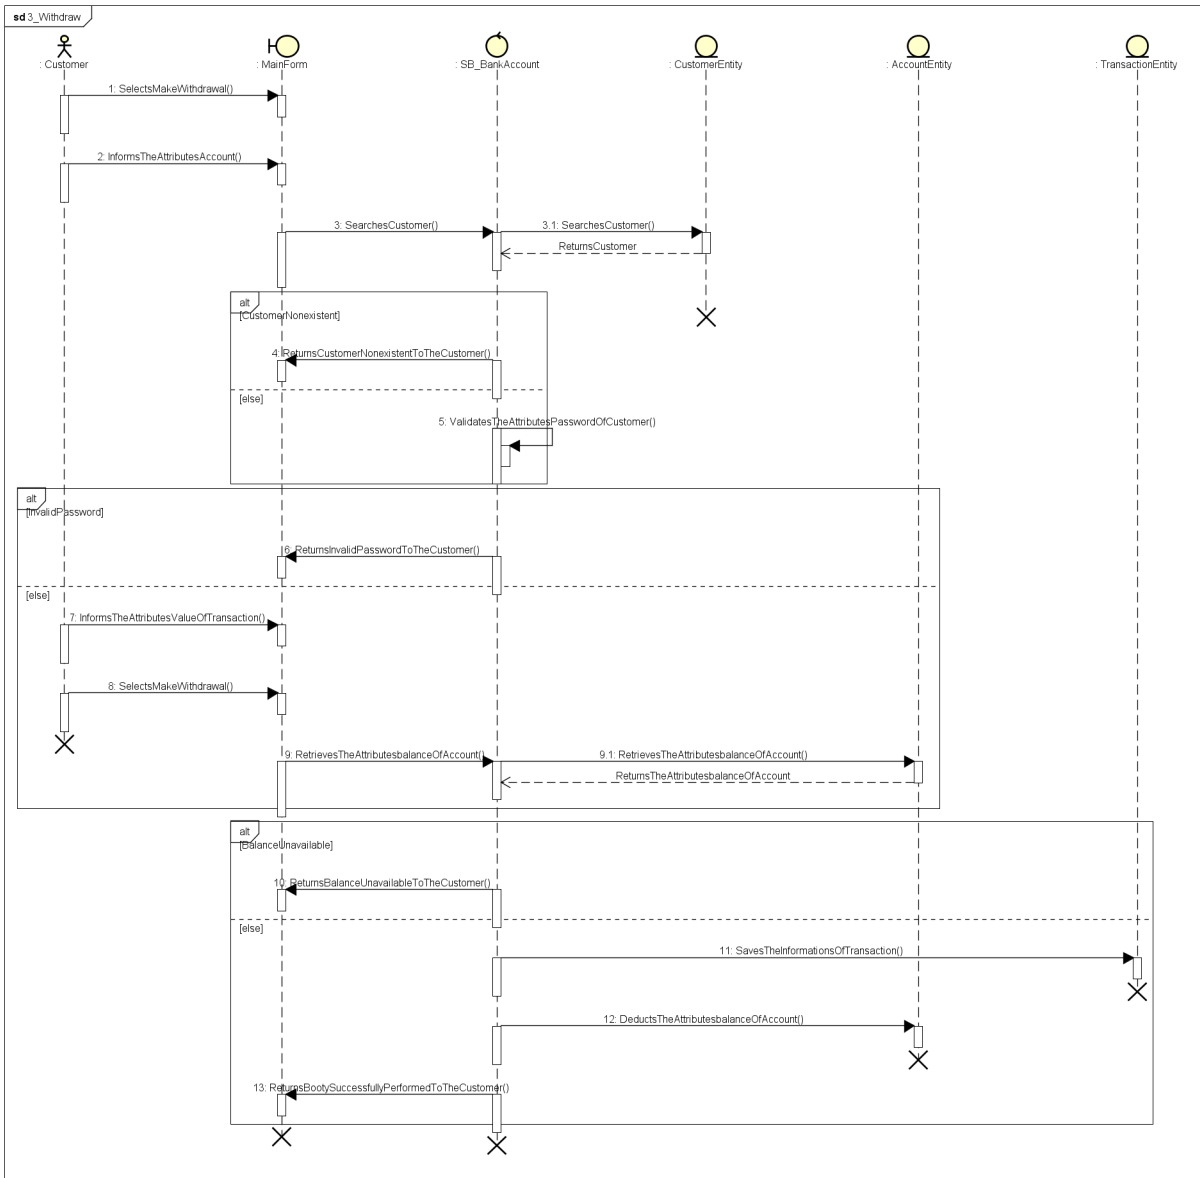 sd 3_Withdraw
: Customer
: MainForm
: SB_BankAccount
: CustomerEntity
: AccountEntity
: TransactionEntity
1: SelectsMakeWithdrawal()
2: InformsTheAttributesAccount()
3: SearchesCustomer()
3.1: SearchesCustomer()
ReturnsCustomer
alt
[CustomerNonexistent]
4: ReturnsCustomerNonexistentToTheCustomer()
[else]
5: ValidatesTheAttributesPasswordOfCustomer()
alt
[InvalidPassword]
6: ReturnsInvalidPasswordToTheCustomer()
[else]
7: InformsTheAttributesValueOfTransaction()
8: SelectsMakeWithdrawal()
9: RetrievesTheAttributesbalanceOfAccount()
9.1: RetrievesTheAttributesbalanceOfAccount()
ReturnsTheAttributesbalanceOfAccount
alt
[BalanceUnavailable]
10: ReturnsBalanceUnavailableToTheCustomer()
[else]
11: SavesTheInformationsOfTransaction()
12: DeductsTheAttributesbalanceOfAccount()
13: ReturnsBootySuccessfullyPerformedToTheCustomer()